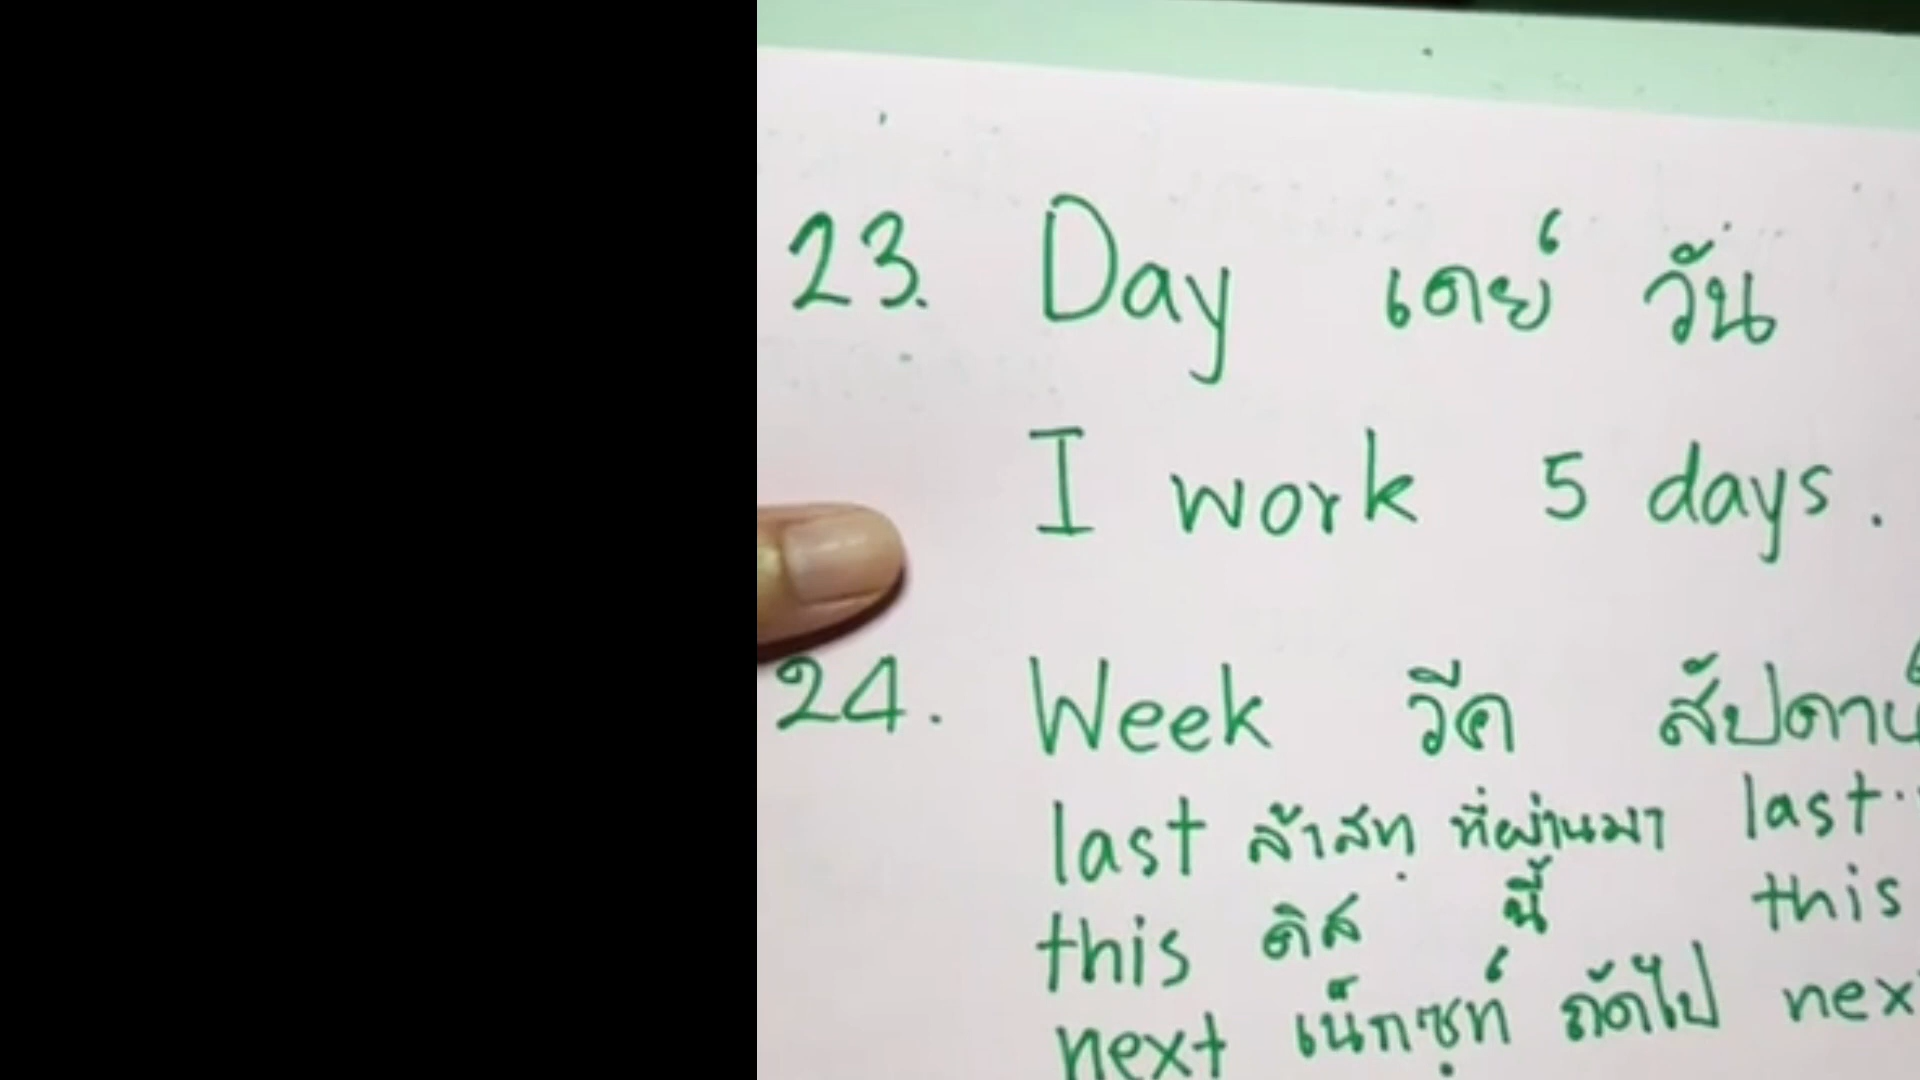 23. Day เดย์ วัน
I work 5 days.
24. Week วีค สัปดาห์
last ล้าสทฺ ที่ผ่านมา last
this ดิส นี้ this
next เน็กซฺท์ ถัดไป nex